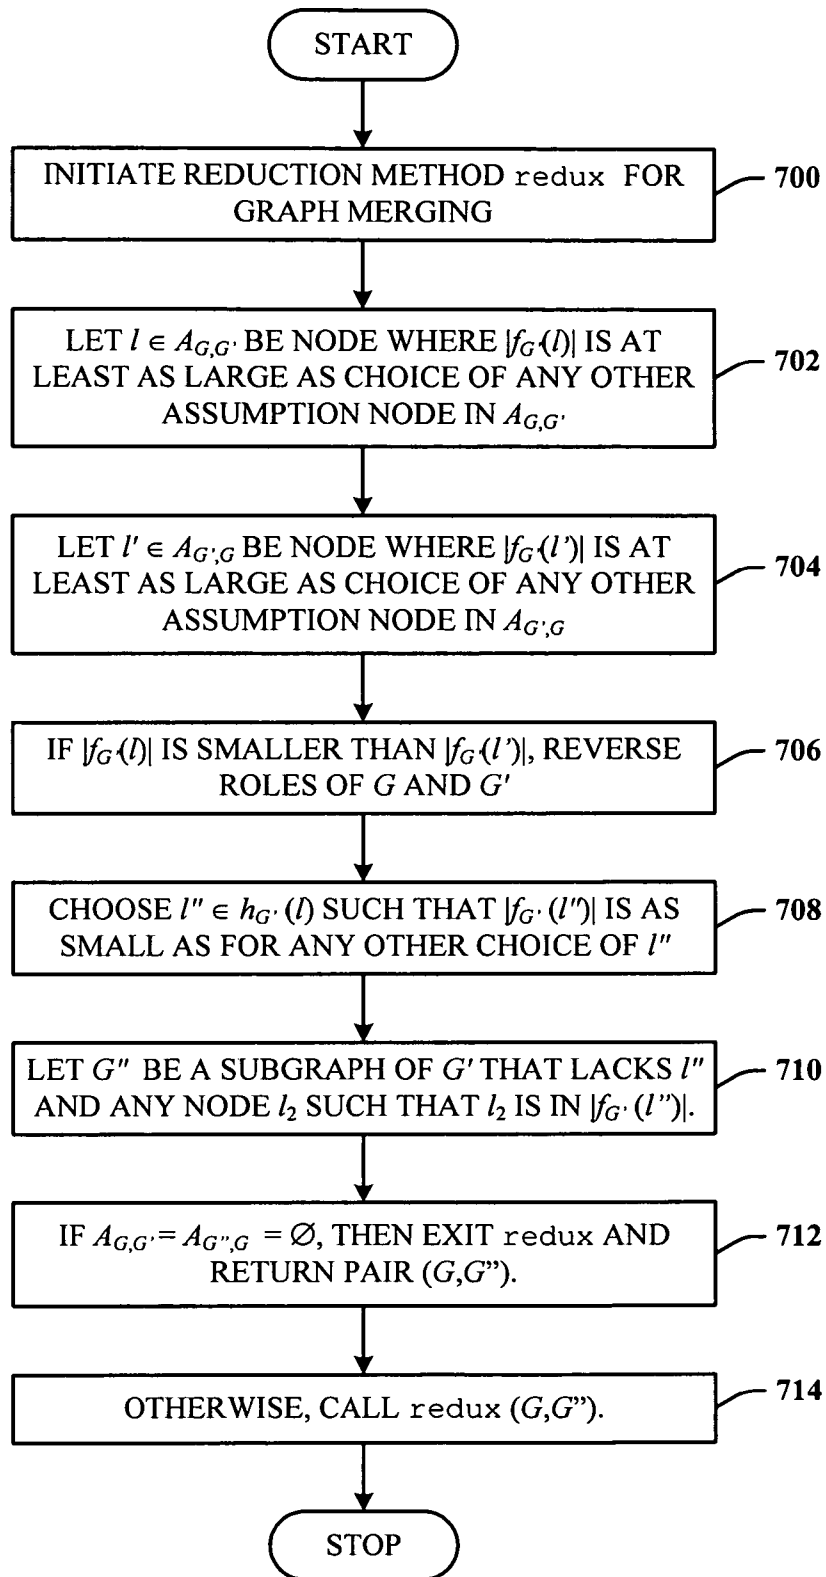 START
INITIATE REDUCTION METHOD redux FOR
GRAPH MERGING
700
LET l ∈ A_{G,G'} BE NODE WHERE |f_{G'}(l)| IS AT
LEAST AS LARGE AS CHOICE OF ANY OTHER
ASSUMPTION NODE IN A_{G,G'}
702
LET l' ∈ A_{G',G} BE NODE WHERE |f_{G'}(l')| IS AT
LEAST AS LARGE AS CHOICE OF ANY OTHER
ASSUMPTION NODE IN A_{G',G}
704
IF |f_{G'}(l)| IS SMALLER THAN |f_{G'}(l')|, REVERSE
ROLES OF G AND G'
706
CHOOSE l" ∈ h_{G'} (l) SUCH THAT |f_{G'} (l")| IS AS
SMALL AS FOR ANY OTHER CHOICE OF l"
708
LET G" BE A SUBGRAPH OF G' THAT LACKS l"
AND ANY NODE l₂ SUCH THAT l₂ IS IN |f_{G'} (l")|.
710
IF A_{G,G'} = A_{G",G} = ∅, THEN EXIT redux AND
RETURN PAIR (G,G").
712
OTHERWISE, CALL redux (G,G").
714
STOP